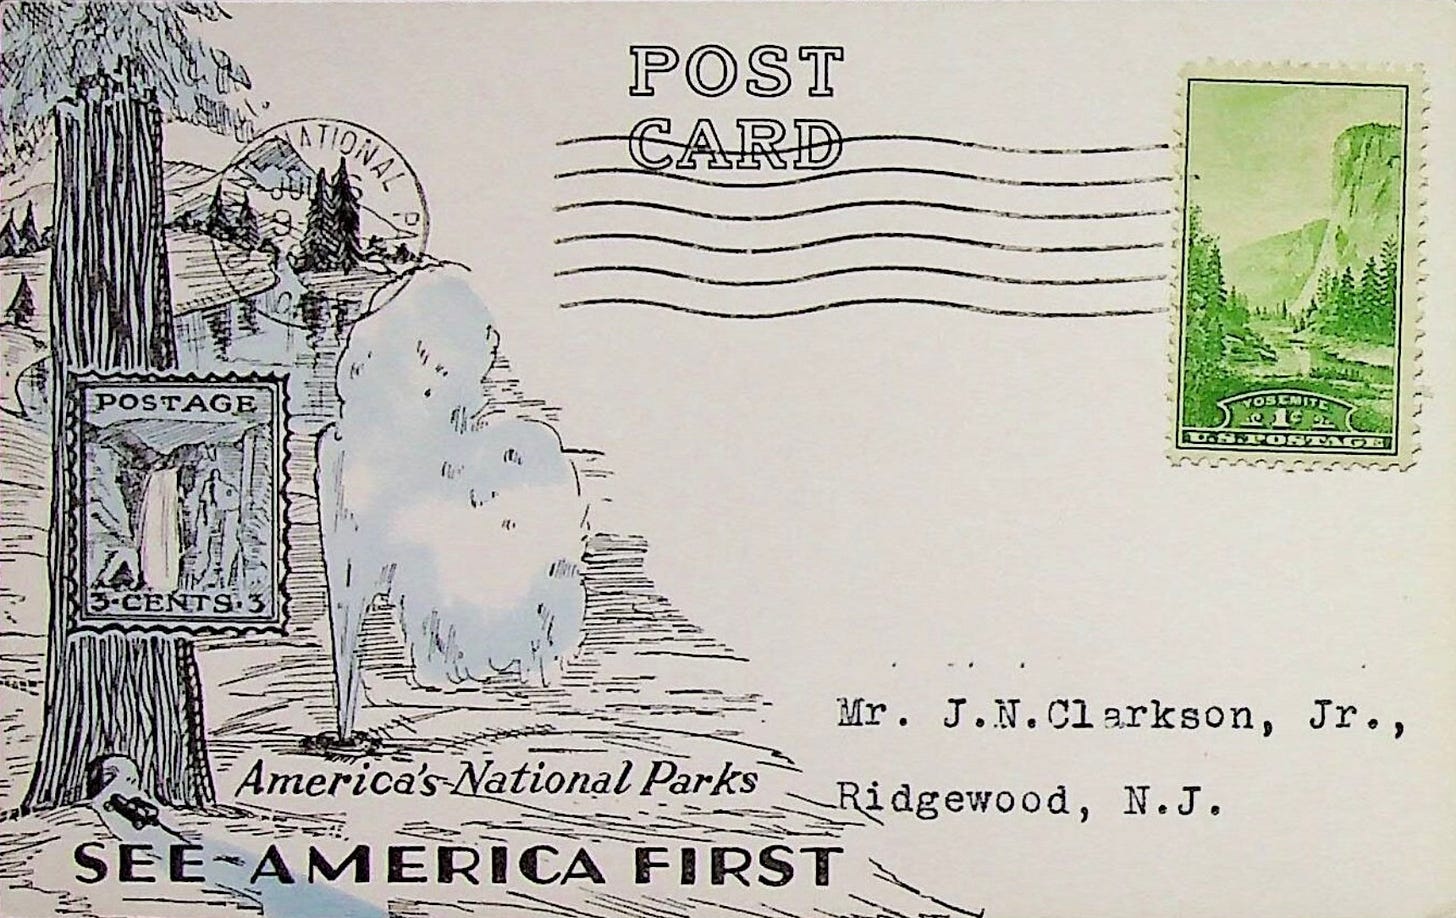 POST
CARD
NATIONAL
YOSEMITE
1¢
U.S. POSTAGE
POSTAGE
3·CENTS·3
Mr. J.N.Clarkson, Jr.,
Ridgewood, N.J.
America's National Parks
SEE AMERICA FIRST